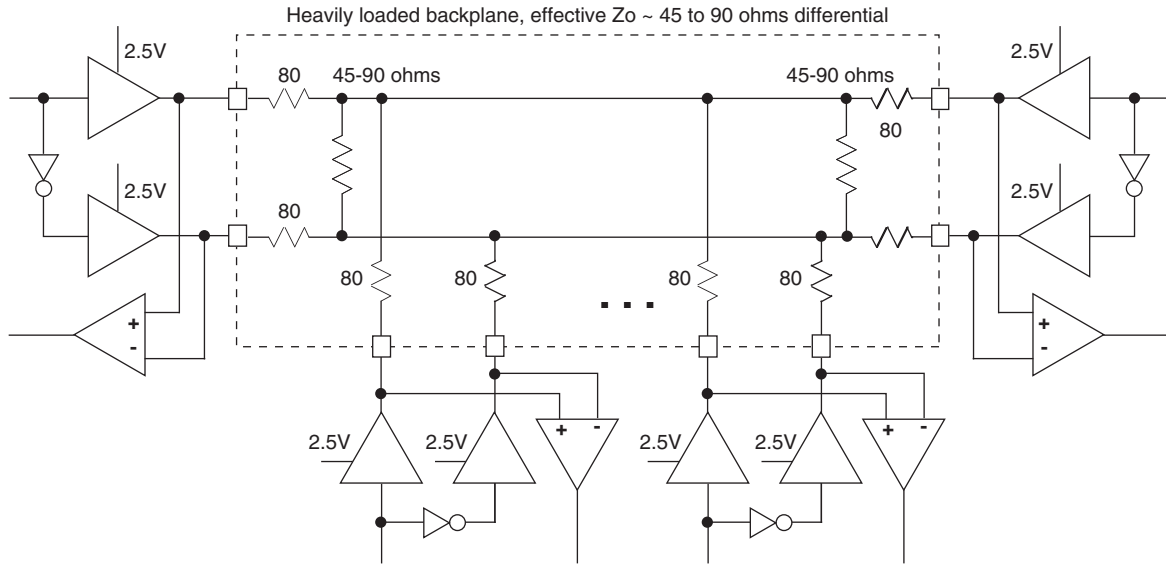 Heavily loaded backplane, effective Zo ~ 45 to 90 ohms differential
2.5V
2.5V
80
45-90 ohms
45-90 ohms
80
2.5V
2.5V
80
80
80
80
80
+
-
+
-
. . .
2.5V
2.5V
+
-
2.5V
2.5V
+
-